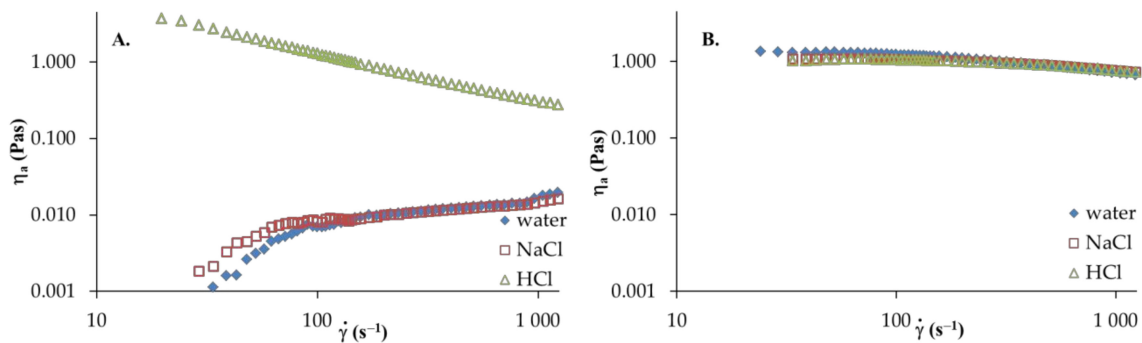 A.
1.000
0.100
0.010
0.001
ηa (Pas)
10
100
1 000
γ̇ (s⁻¹)
water
NaCl
HCl
B.
1.000
0.100
0.010
0.001
ηa (Pas)
10
100
1 000
γ̇ (s⁻¹)
water
NaCl
HCl